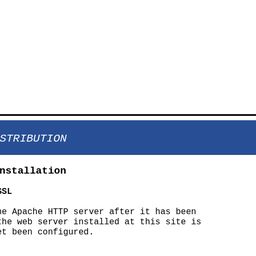 STRIBUTION
nstallation
SSL
he Apache HTTP server after it has been
the web server installed at this site is
et been configured.